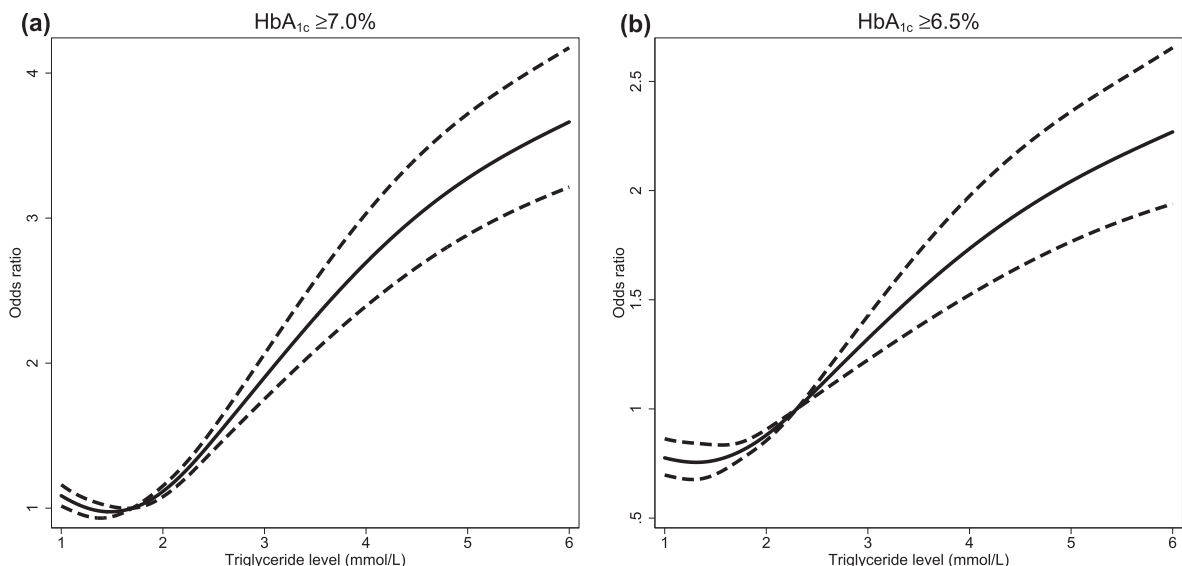 (a) HbA1c ≥7.0%
4
3
2
1
Odds ratio
1 2 3 4 5 6
Triglyceride level (mmol/L)
(b) HbA1c ≥6.5%
2.5
2
1.5
1
.5
Odds ratio
1 2 3 4 5 6
Triglyceride level (mmol/L)